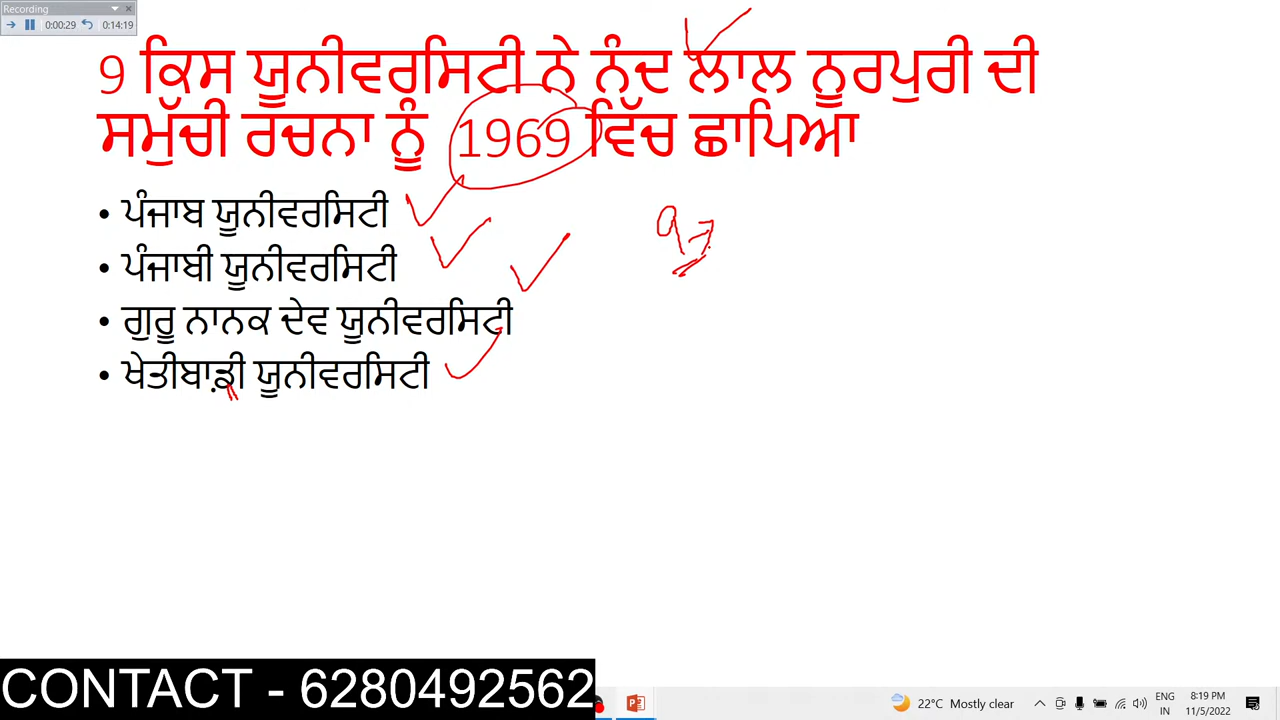 Recording
0:00:29 0:14:19
9 ਕਿਸ ਯੂਨੀਵਰਸਿਟੀ ਨੇ ਨੰਦ ਲਾਲ ਨੂਰਪੁਰੀ ਦੀ
ਸਮੁੱਚੀ ਰਚਨਾ ਨੂੰ 1969 ਵਿੱਚ ਛਾਪਿਆ
• ਪੰਜਾਬ ਯੂਨੀਵਰਸਿਟੀ
• ਪੰਜਾਬੀ ਯੂਨੀਵਰਸਿਟੀ
• ਗੁਰੂ ਨਾਨਕ ਦੇਵ ਯੂਨੀਵਰਸਿਟੀ
• ਖੇਤੀਬਾੜੀ ਯੂਨੀਵਰਸਿਟੀ
CONTACT - 6280492562
22°C Mostly clear
ENG
IN
8:19 PM
11/5/2022